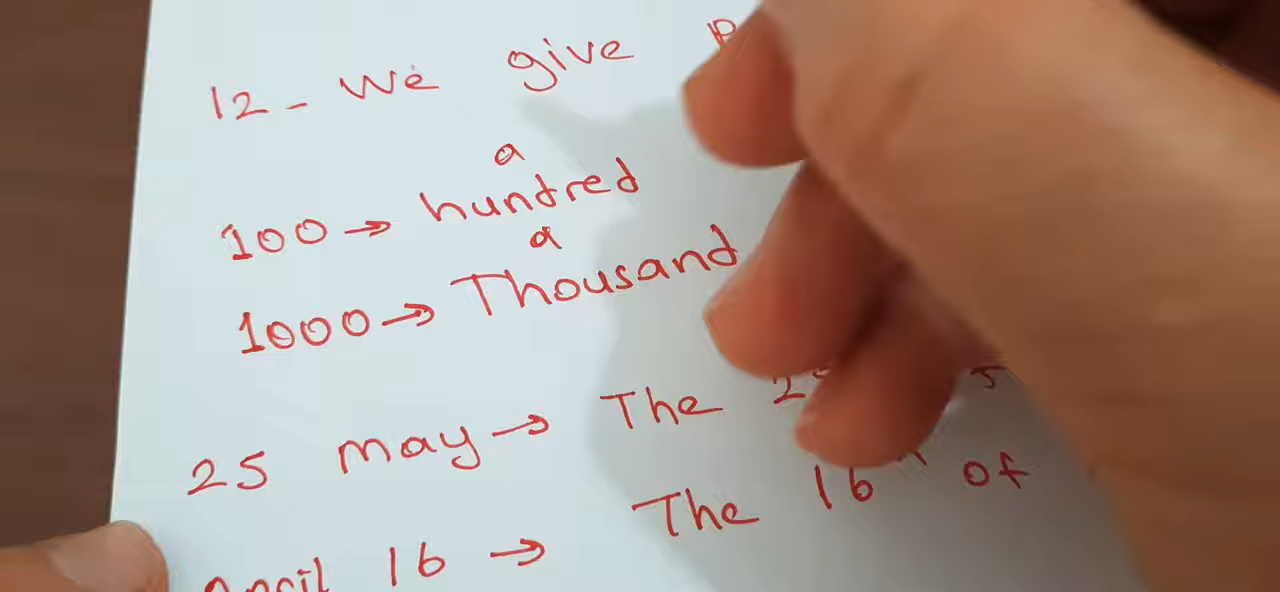 12 - We give
a
100 → hundred
a
1000 → Thousand
25 may → The
The 16 of
April 16 →